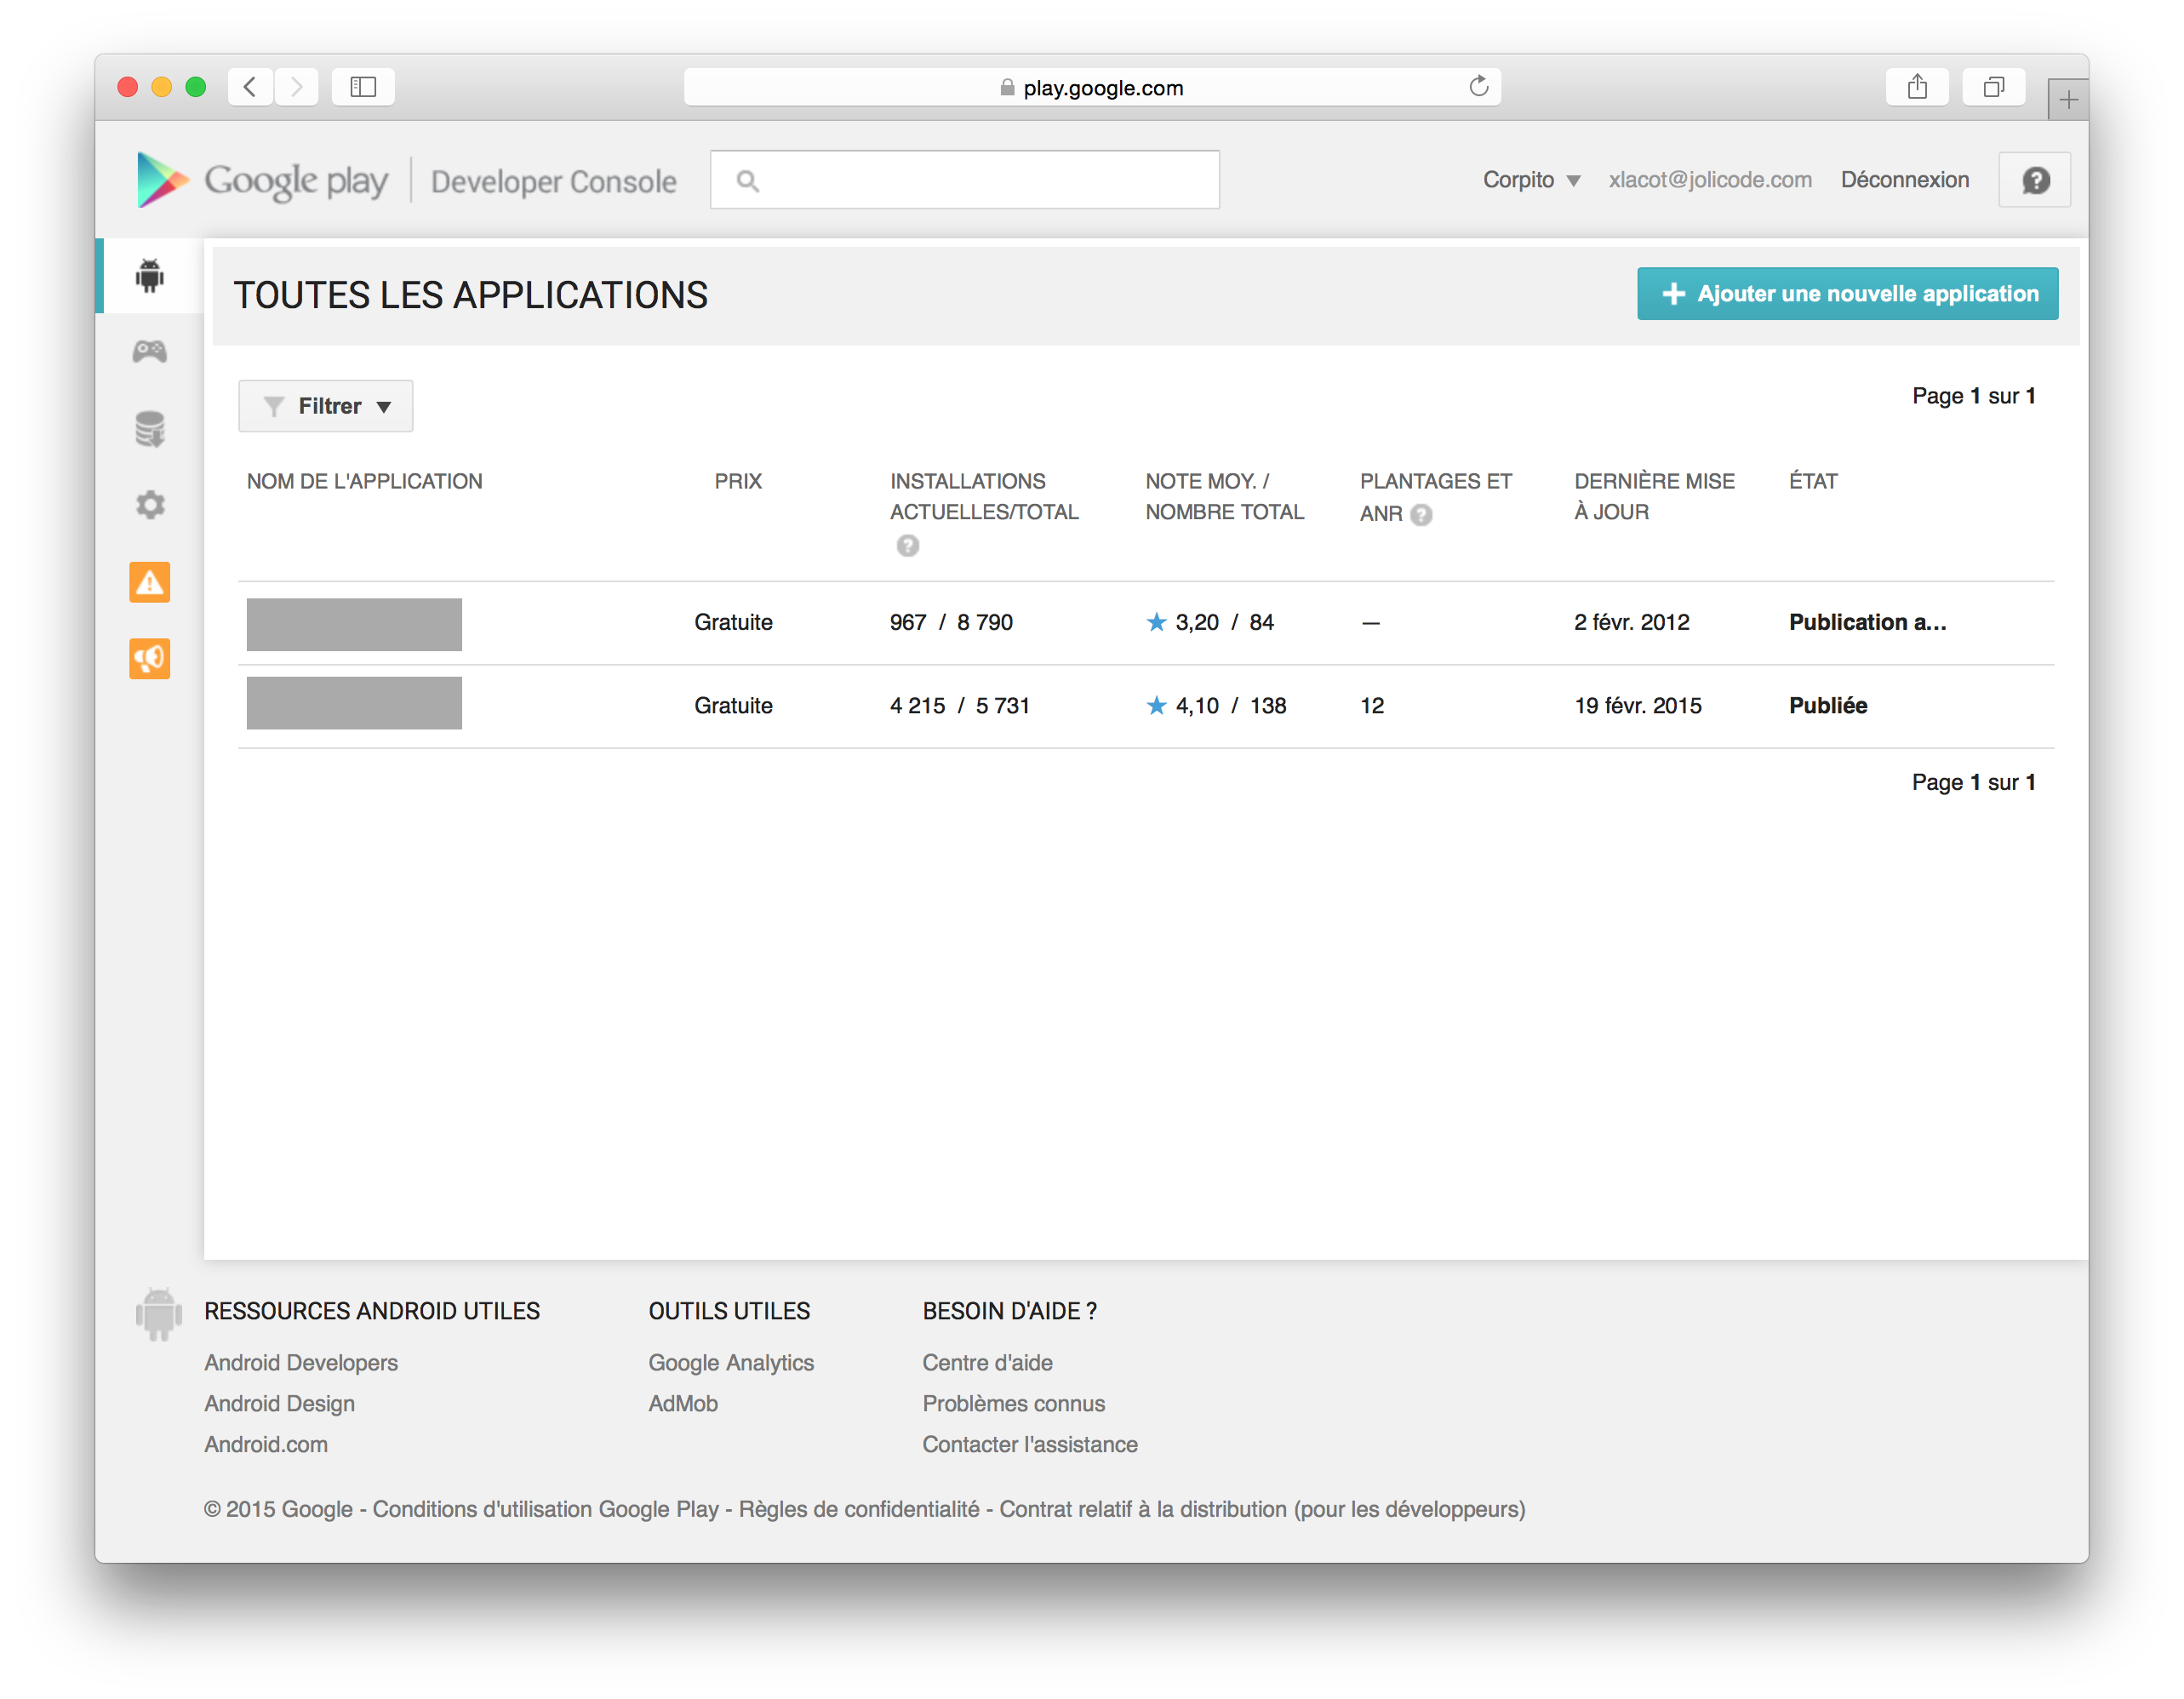 play.google.com
Google play | Developer Console
Corpito
xlacot@jolicode.com
Déconnexion
TOUTES LES APPLICATIONS
Ajouter une nouvelle application
Filtrer
Page 1 sur 1
NOM DE L'APPLICATION
PRIX
INSTALLATIONS
ACTUELLES/TOTAL
NOTE MOY. /
NOMBRE TOTAL
PLANTAGES ET
ANR
DERNIÈRE MISE
À JOUR
ÉTAT
Gratuite 967 / 8 790 3,20 / 84 — 2 févr. 2012 Publication a...
Gratuite 4 215 / 5 731 4,10 / 138 12 19 févr. 2015 Publiée
Page 1 sur 1
RESSOURCES ANDROID UTILES
Android Developers
Android Design
Android.com
OUTILS UTILES
Google Analytics
AdMob
BESOIN D'AIDE ?
Centre d'aide
Problèmes connus
Contacter l'assistance
© 2015 Google - Conditions d'utilisation Google Play - Règles de confidentialité - Contrat relatif à la distribution (pour les développeurs)